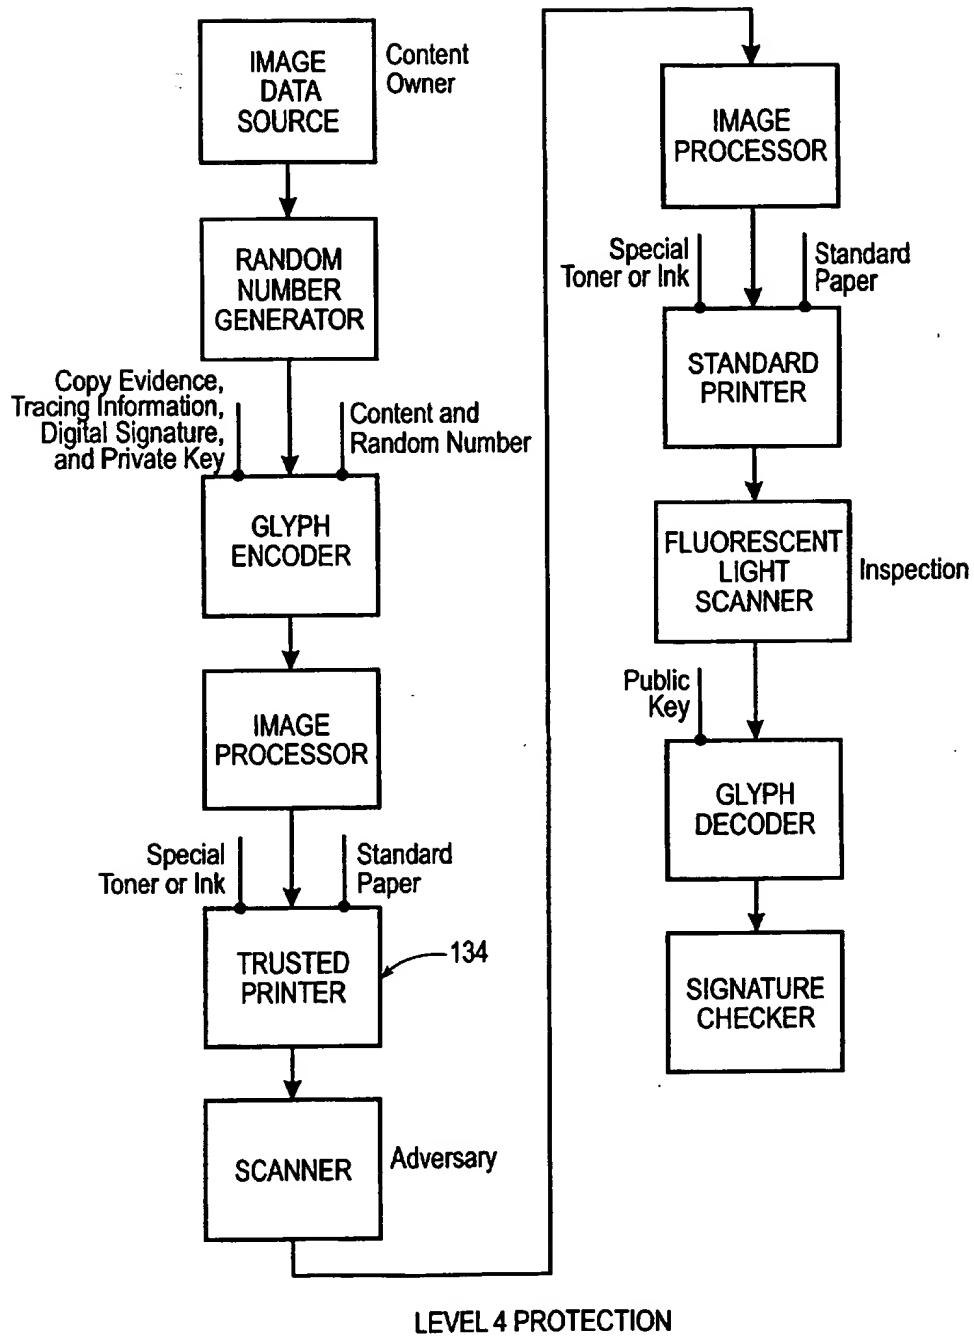 IMAGE
DATA
SOURCE
Content
Owner
RANDOM
NUMBER
GENERATOR
Copy Evidence,
Tracing Information,
Digital Signature,
and Private Key
Content and
Random Number
GLYPH
ENCODER
IMAGE
PROCESSOR
Special
Toner or Ink
Standard
Paper
TRUSTED
PRINTER
134
SCANNER
Adversary
IMAGE
PROCESSOR
Special
Toner or Ink
Standard
Paper
STANDARD
PRINTER
FLUORESCENT
LIGHT
SCANNER
Inspection
Public
Key
GLYPH
DECODER
SIGNATURE
CHECKER
LEVEL 4 PROTECTION